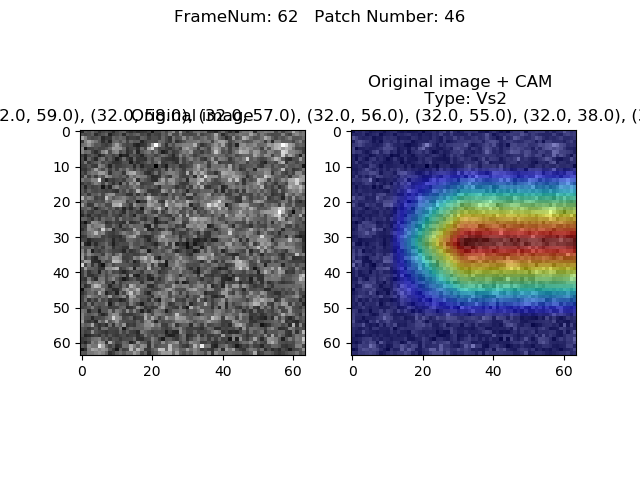 FrameNum: 62   Patch Number: 46
Original image + CAM
Type: Vs2
2.0, 59.0), (32.0, 58.0), (32.0, 57.0), (32.0, 56.0), (32.0, 55.0), (32.0, 38.0), (3
Original image
0
10
20
30
40
50
60
0 20 40 60
0
10
20
30
40
50
60
0 20 40 60